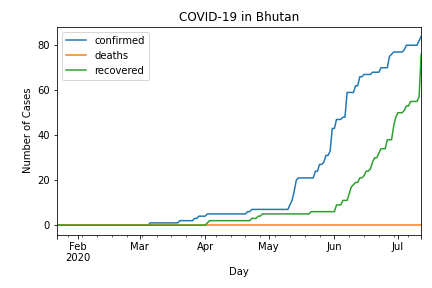 COVID-19 in Bhutan
confirmed
deaths
recovered
Number of Cases
80
60
40
20
0
Feb
2020
Mar
Apr
May
Jun
Jul
Day